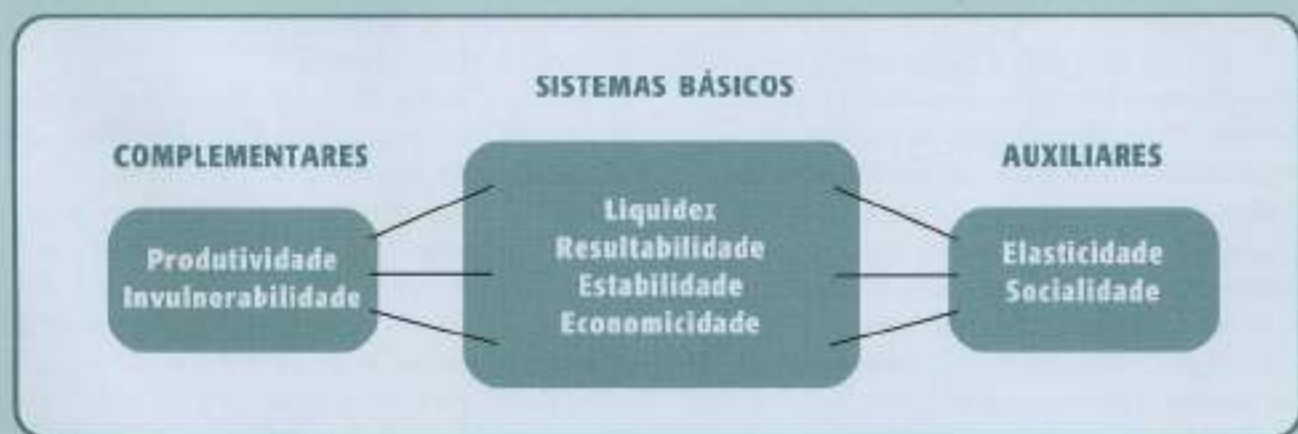 SISTEMAS BÁSICOS
COMPLEMENTARES
Produtividade
Invulnerabilidade
Liquidez
Resultabilidade
Estabilidade
Economicidade
AUXILIARES
Elasticidade
Socialidade